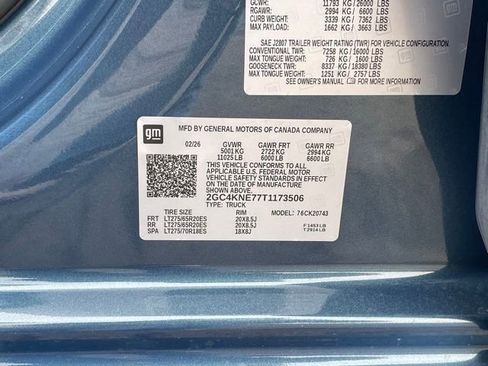 GCWR: 11793 KG/ 26000 LBS
RGAWR: 2994 KG/ 6600 LBS
CURB WEIGHT: 3339 KG/ 7362 LBS
MAX PAYLOAD: 1662 KG/ 3663 LBS
SAE J2807 TRAILER WEIGHT RATING (TWR) FOR VEHICLE CONFIGURATION.
CONVENTIONAL TWR: 7258 KG/ 16000 LBS
MAX TONGUE WEIGHT: 726 KG/ 1600 LBS
GOOSENECK TWR: 8337 KG/ 18380 LBS
MAX TONGUE WEIGHT: 1251 KG/ 2757 LBS
SEE OWNER'S MANUAL FOR MORE INFORMATION
gm
MFD BY GENERAL MOTORS OF CANADA COMPANY
02/26 GVWR GAWR FRT GAWR RR
5001 KG 2722 KG 2994 KG
11025 LB 6000 LB 6600 LB
THIS VEHICLE CONFORMS TO ALL
APPLICABLE U.S. FEDERAL MOTOR
VEHICLE SAFETY STANDARDS IN
EFFECT ON THE DATE OF
MANUFACTURE SHOWN ABOVE.
2GC4KNE77T1173506
TYPE: TRUCK
TIRE SIZE RIM MODEL: 76CK20743
FRT LT275/65R20ES 20X8.5J
RR LT275/65R20ES 20X8.5J F1453 LB
SPA LT275/70R18ES 18X8J T2914 LB